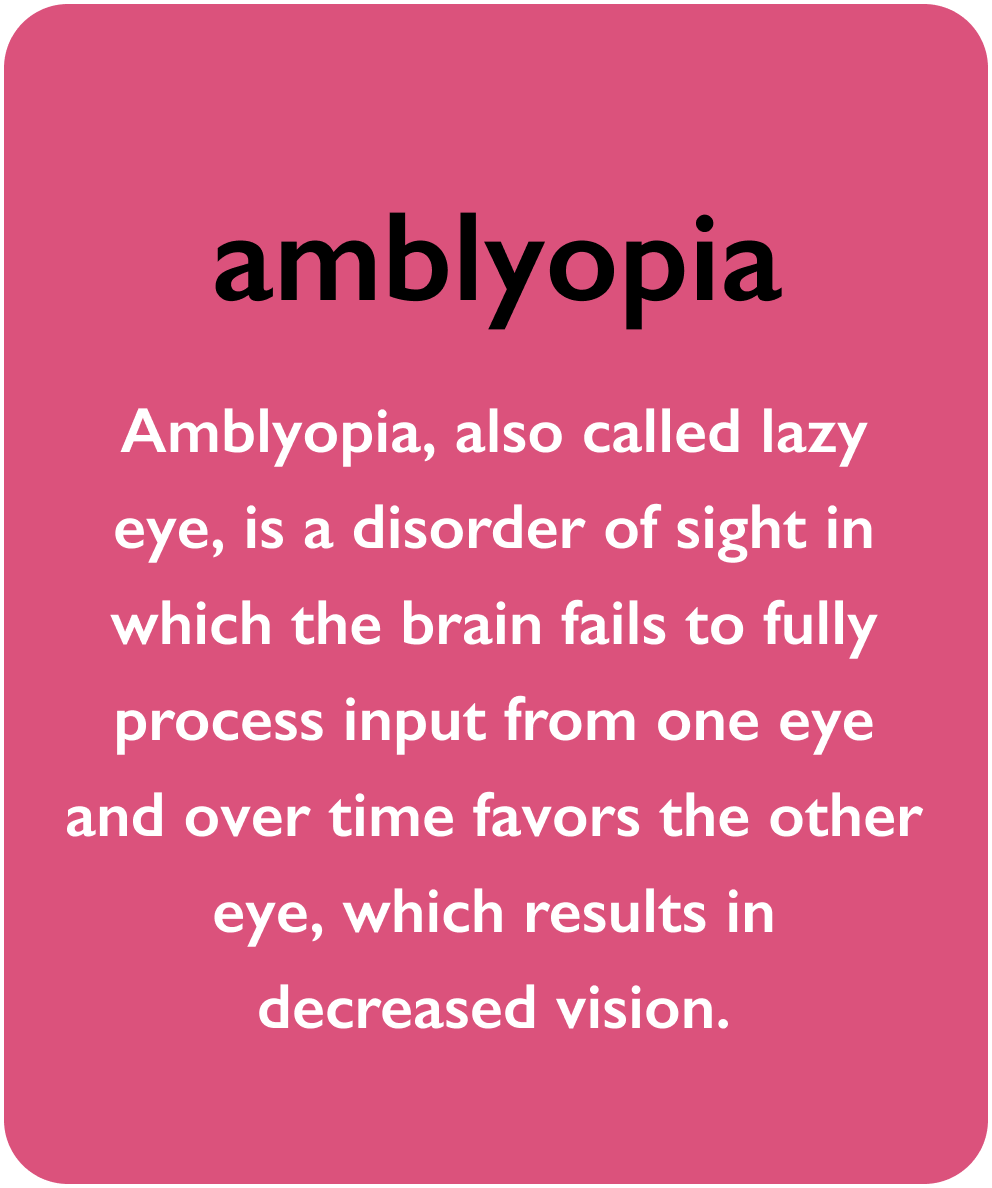 amblyopia
Amblyopia, also called lazy
eye, is a disorder of sight in
which the brain fails to fully
process input from one eye
and over time favors the other
eye, which results in
decreased vision.